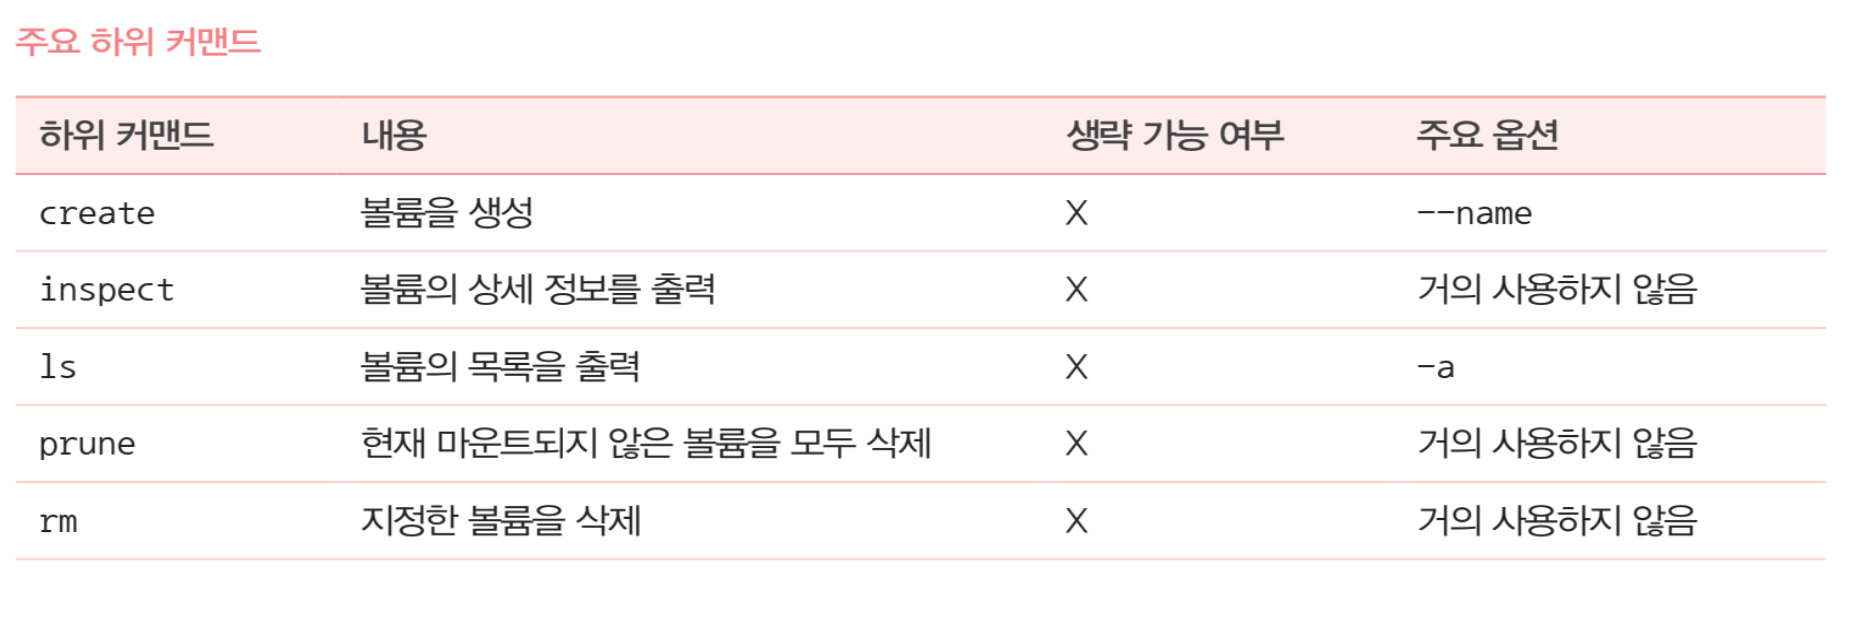 주요 하위 커맨드
하위 커맨드 내용 생략 가능 여부 주요 옵션
create 볼륨을 생성 X --name
inspect 볼륨의 상세 정보를 출력 X 거의 사용하지 않음
ls 볼륨의 목록을 출력 X -a
prune 현재 마운트되지 않은 볼륨을 모두 삭제 X 거의 사용하지 않음
rm 지정한 볼륨을 삭제 X 거의 사용하지 않음